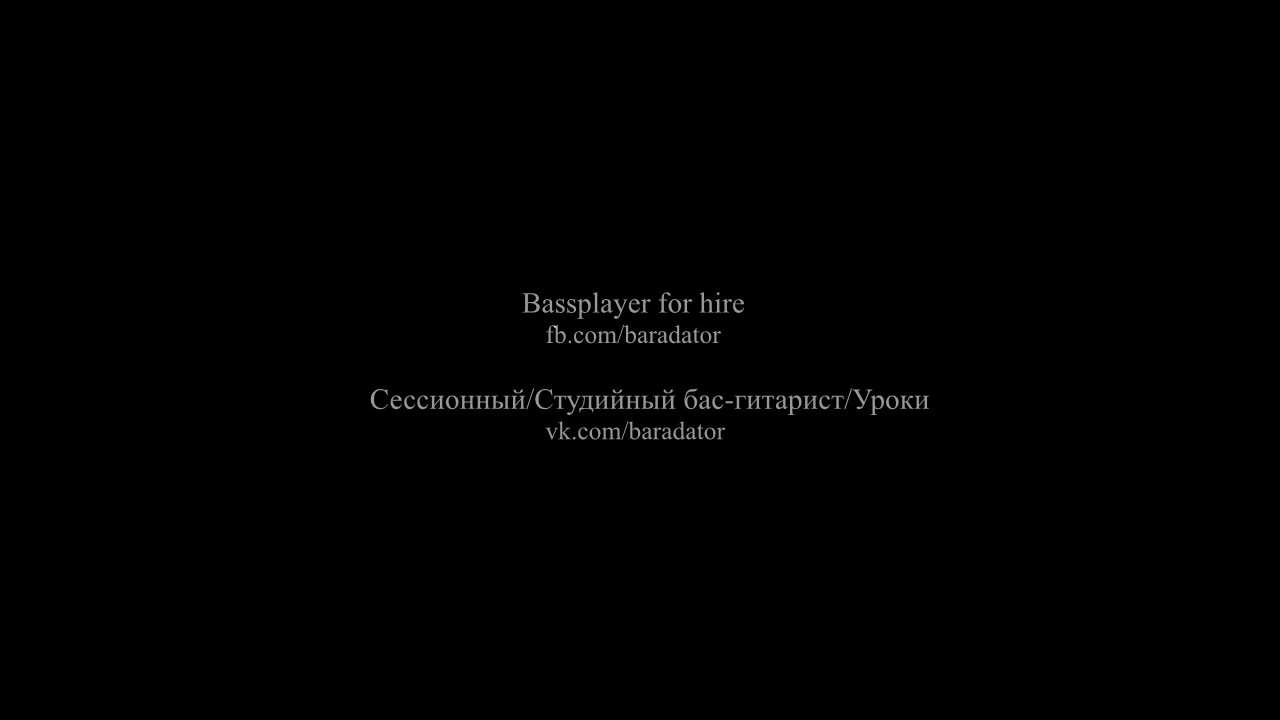 Bassplayer for hire
fb.com/baradator
Сессионный/Студийный бас-гитарист/Уроки
vk.com/baradator